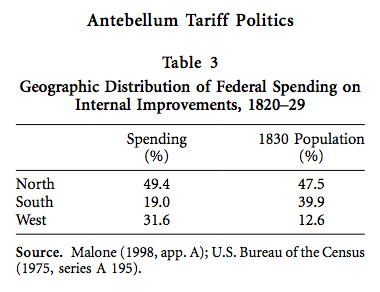 Antebellum Tariff Politics
Table 3
Geographic Distribution of Federal Spending on
Internal Improvements, 1820–29
Spending 1830 Population
(%) (%)
North 49.4 47.5
South 19.0 39.9
West 31.6 12.6
Source. Malone (1998, app. A); U.S. Bureau of the Census
(1975, series A 195).